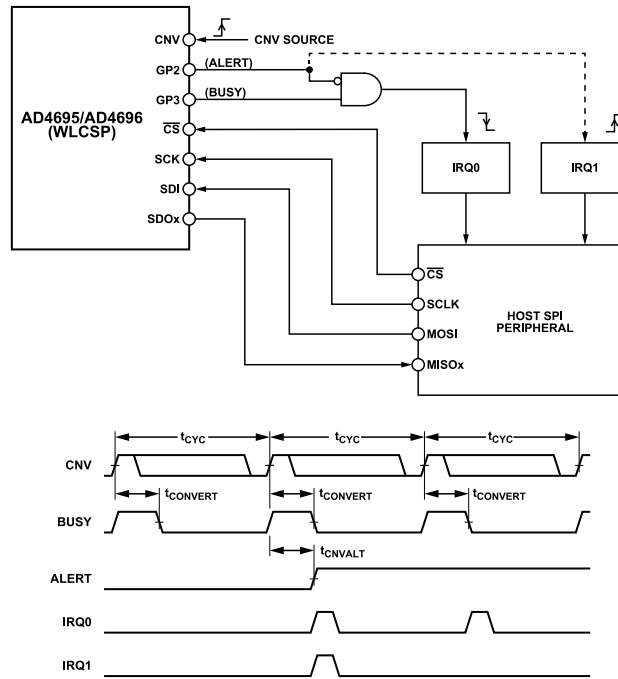 CNV
CNV SOURCE
GP2
(ALERT)
GP3
(BUSY)
AD4695/AD4696
(WLCSP)
CS
SCK
SDI
SDOx
IRQ0
IRQ1
CS
SCLK
MOSI
MISOx
HOST SPI
PERIPHERAL
tCYC
tCYC
tCYC
CNV
tCONVERT
tCONVERT
tCONVERT
BUSY
tCNVALT
ALERT
IRQ0
IRQ1